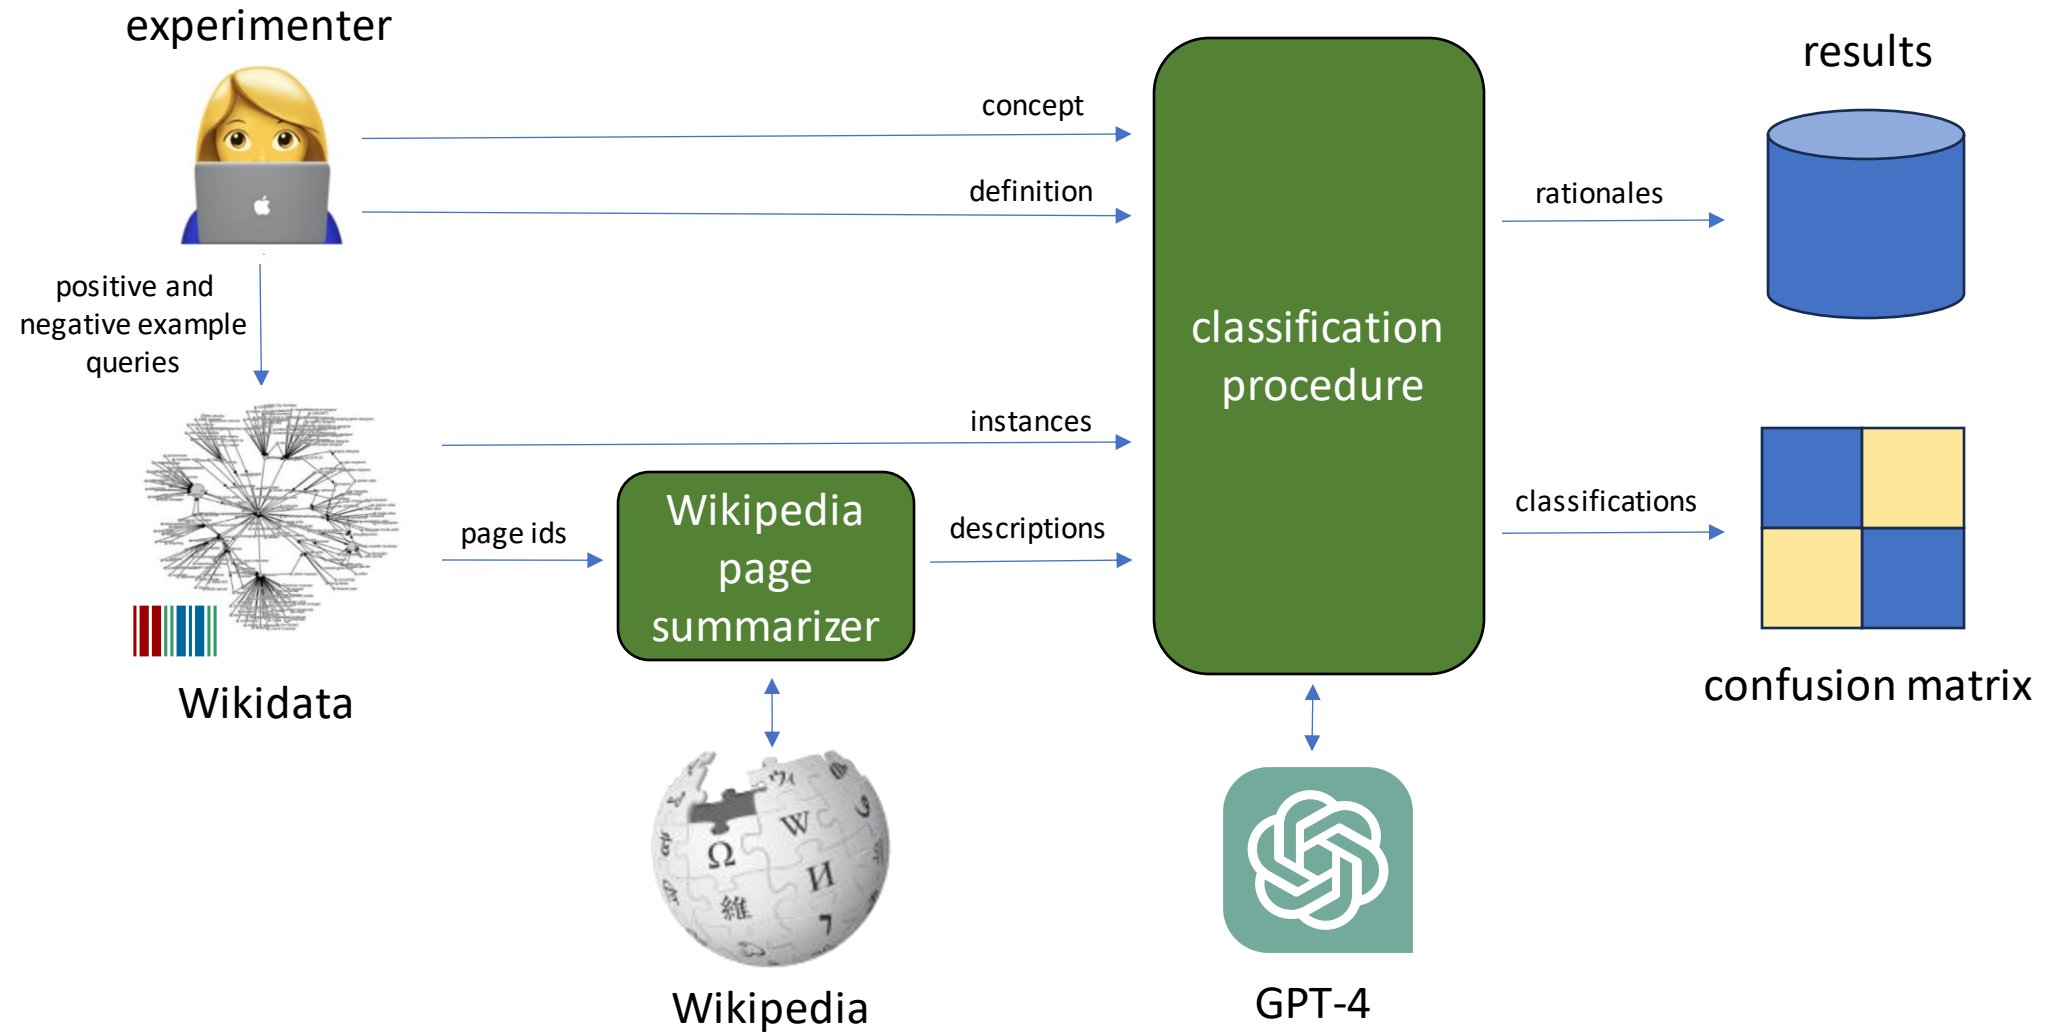 experimenter
results
concept
definition
rationales
positive and
negative example
queries
classification
procedure
instances
Wikipedia
page
summarizer
page ids
descriptions
classifications
Wikidata
confusion matrix
Ω
W
И
維
Wikipedia
GPT-4